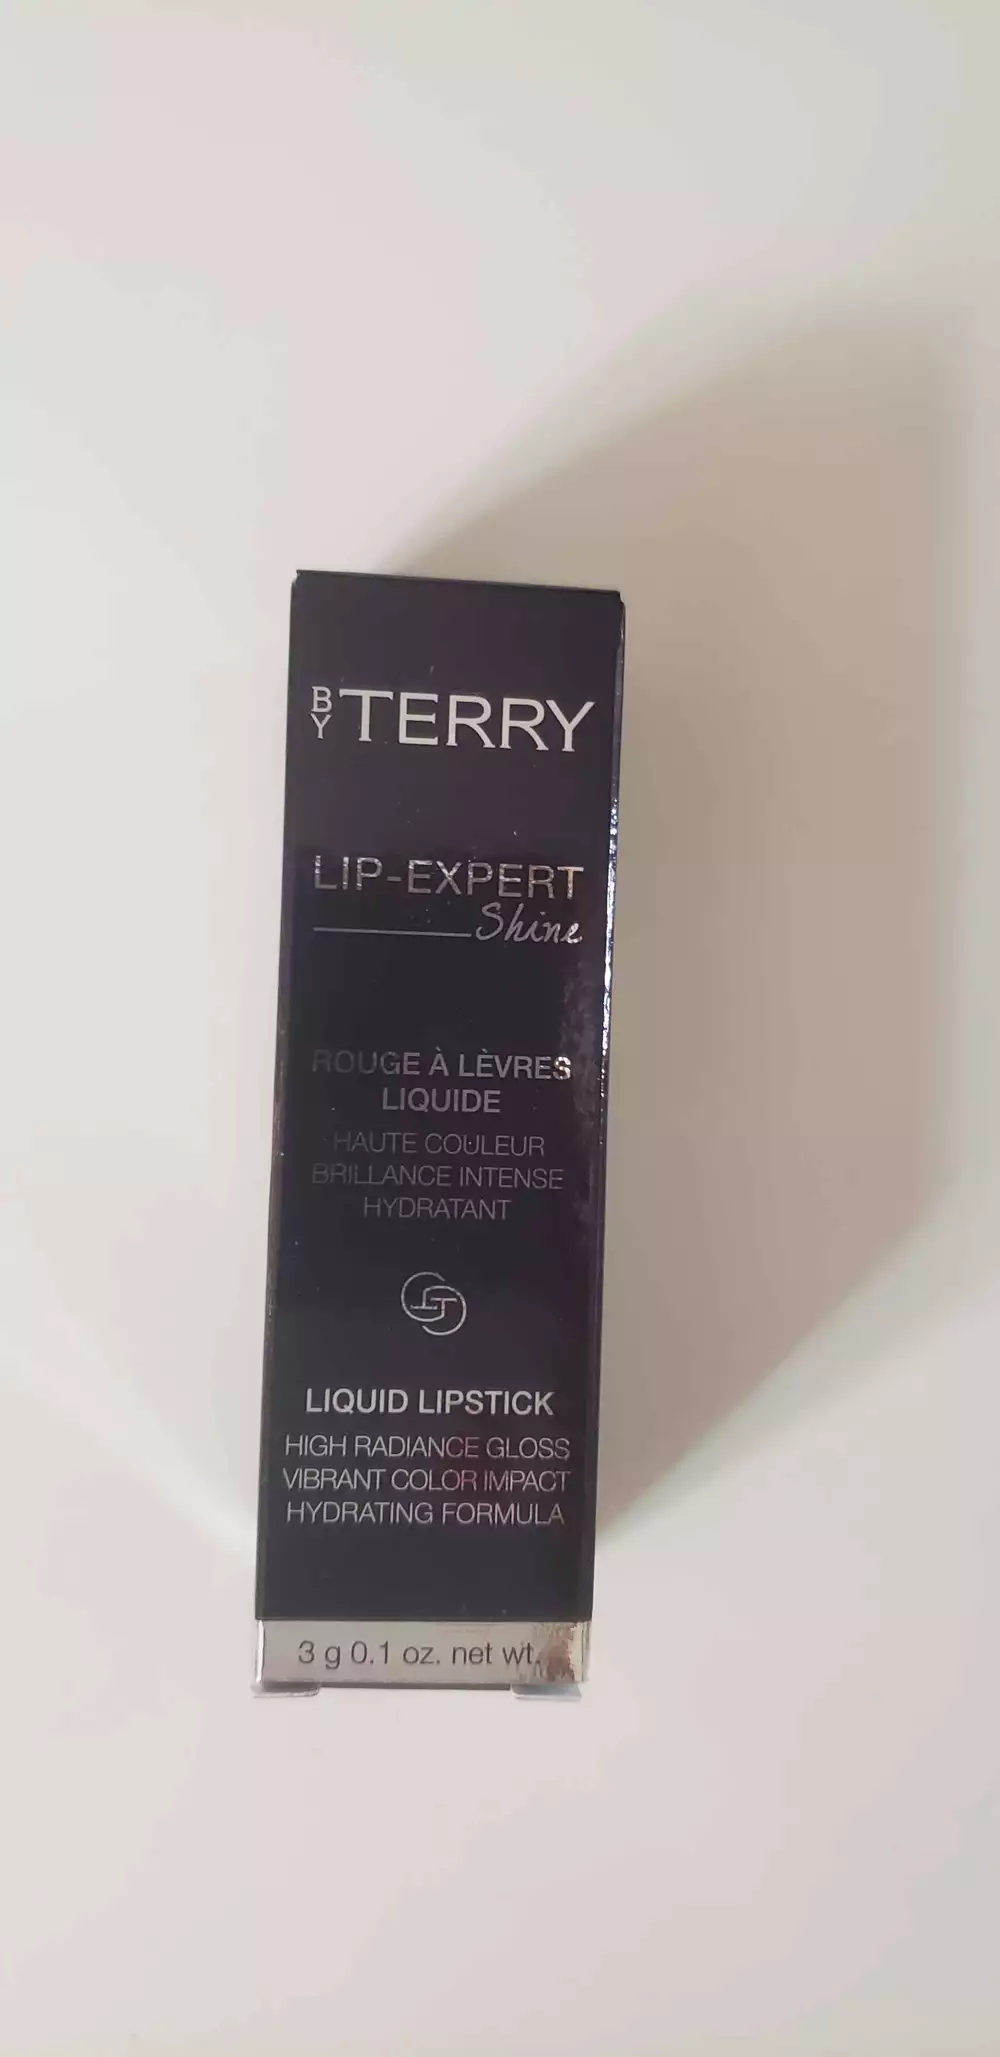 BY TERRY
LIP-EXPERT
Shine
ROUGE À LÈVRES
LIQUIDE
HAUTE COULEUR
BRILLANCE INTENSE
HYDRATANT
LIQUID LIPSTICK
HIGH RADIANCE GLOSS
VIBRANT COLOR IMPACT
HYDRATING FORMULA
3 g 0.1 oz. net wt.